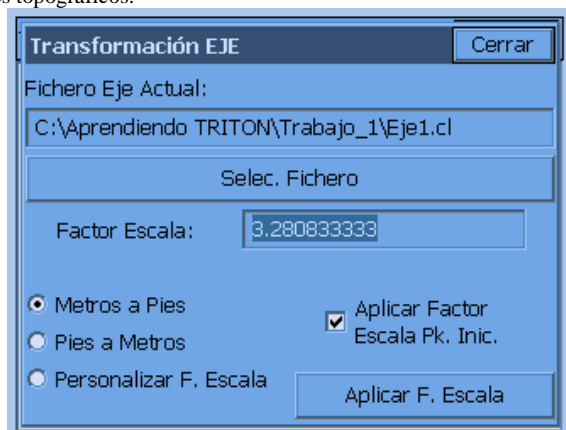 s topográficos.
Transformación EJE
Cerrar
Fichero Eje Actual:
C:\Aprendiendo TRITON\Trabajo_1\Eje1.cl
Selec. Fichero
Factor Escala: 3.280833333
Metros a Pies
Pies a Metros
Personalizar F. Escala
Aplicar Factor
Escala Pk. Inic.
Aplicar F. Escala